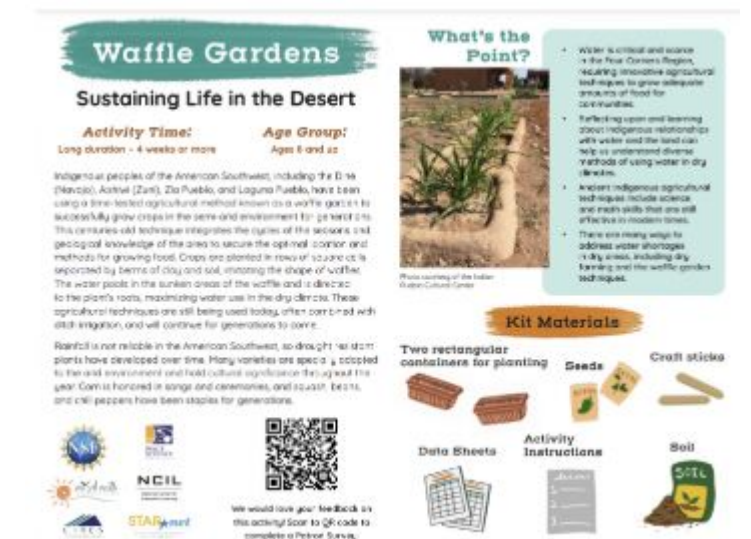 Waffle Gardens
Sustaining Life in the Desert
Activity Time:
Long duration - 4 weeks or more
Age Group:
Ages 8 and up
Indigenous peoples of the American Southwest, including the Diné
(Navajo), Ashiwi (Zuni), Zia Pueblo, and Laguna Pueblo, have been
using a time-tested agricultural method known as a waffle garden to
successfully grow crops in the semi-arid environment for generations.
This centuries-old technique integrates the cycles of the seasons and
geological knowledge of the area to secure the optimal location and
methods for growing food. Crops are planted in rows of squares
separated by berms of clay and soil, imitating the shape of waffles.
The water pools in the sunken areas of the waffle and is directed
to the plant's roots, maximizing water use in the dry climate. These
agricultural techniques are still being used today, often combined with
ditch irrigation, and will continue for generations to come.
Rainfall is not reliable in the American Southwest, so drought resistant
plants have developed over time. Many varieties are specially adapted
to the arid environment and hold cultural significance throughout the
year. Corn is honored in songs and ceremonies, and squash, beans,
and chili peppers have been staples for generations.
NSF
NCIL
STAR net
We would love your feedback on
this activity! Scan to QR code to
complete a Patron Survey.
What's the
Point?
Photo courtesy of the Indian
Pueblo Cultural Center
• Water is critical and scarce
in the Four Corners Region,
requiring innovative agricultural
techniques to grow adequate
amounts of food for
communities.
• Reflecting upon and learning
about Indigenous relationships
with water and the land can
help us understand diverse
methods of using water in dry
climates.
• Ancient Indigenous agricultural
techniques include science
and math skills that are still
effective in modern times.
• There are many ways to
address water shortages
in dry areas, including dry
farming and the waffle garden
techniques.
Kit Materials
Two rectangular
containers for planting
Seeds
Craft sticks
Data Sheets
Activity
Instructions
Soil
SOIL